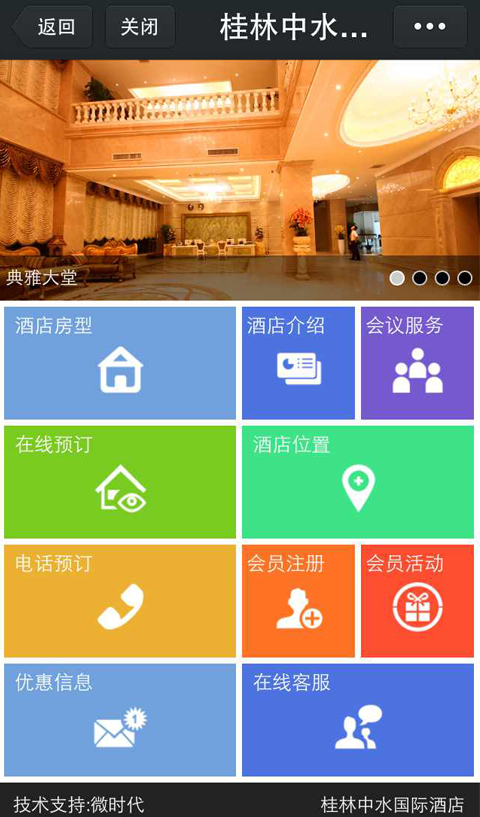 返回
关闭
桂林中水...
典雅大堂
酒店房型
酒店介绍
会议服务
在线预订
酒店位置
电话预订
会员注册
会员活动
优惠信息
1
在线客服
技术支持:微时代
桂林中水国际酒店